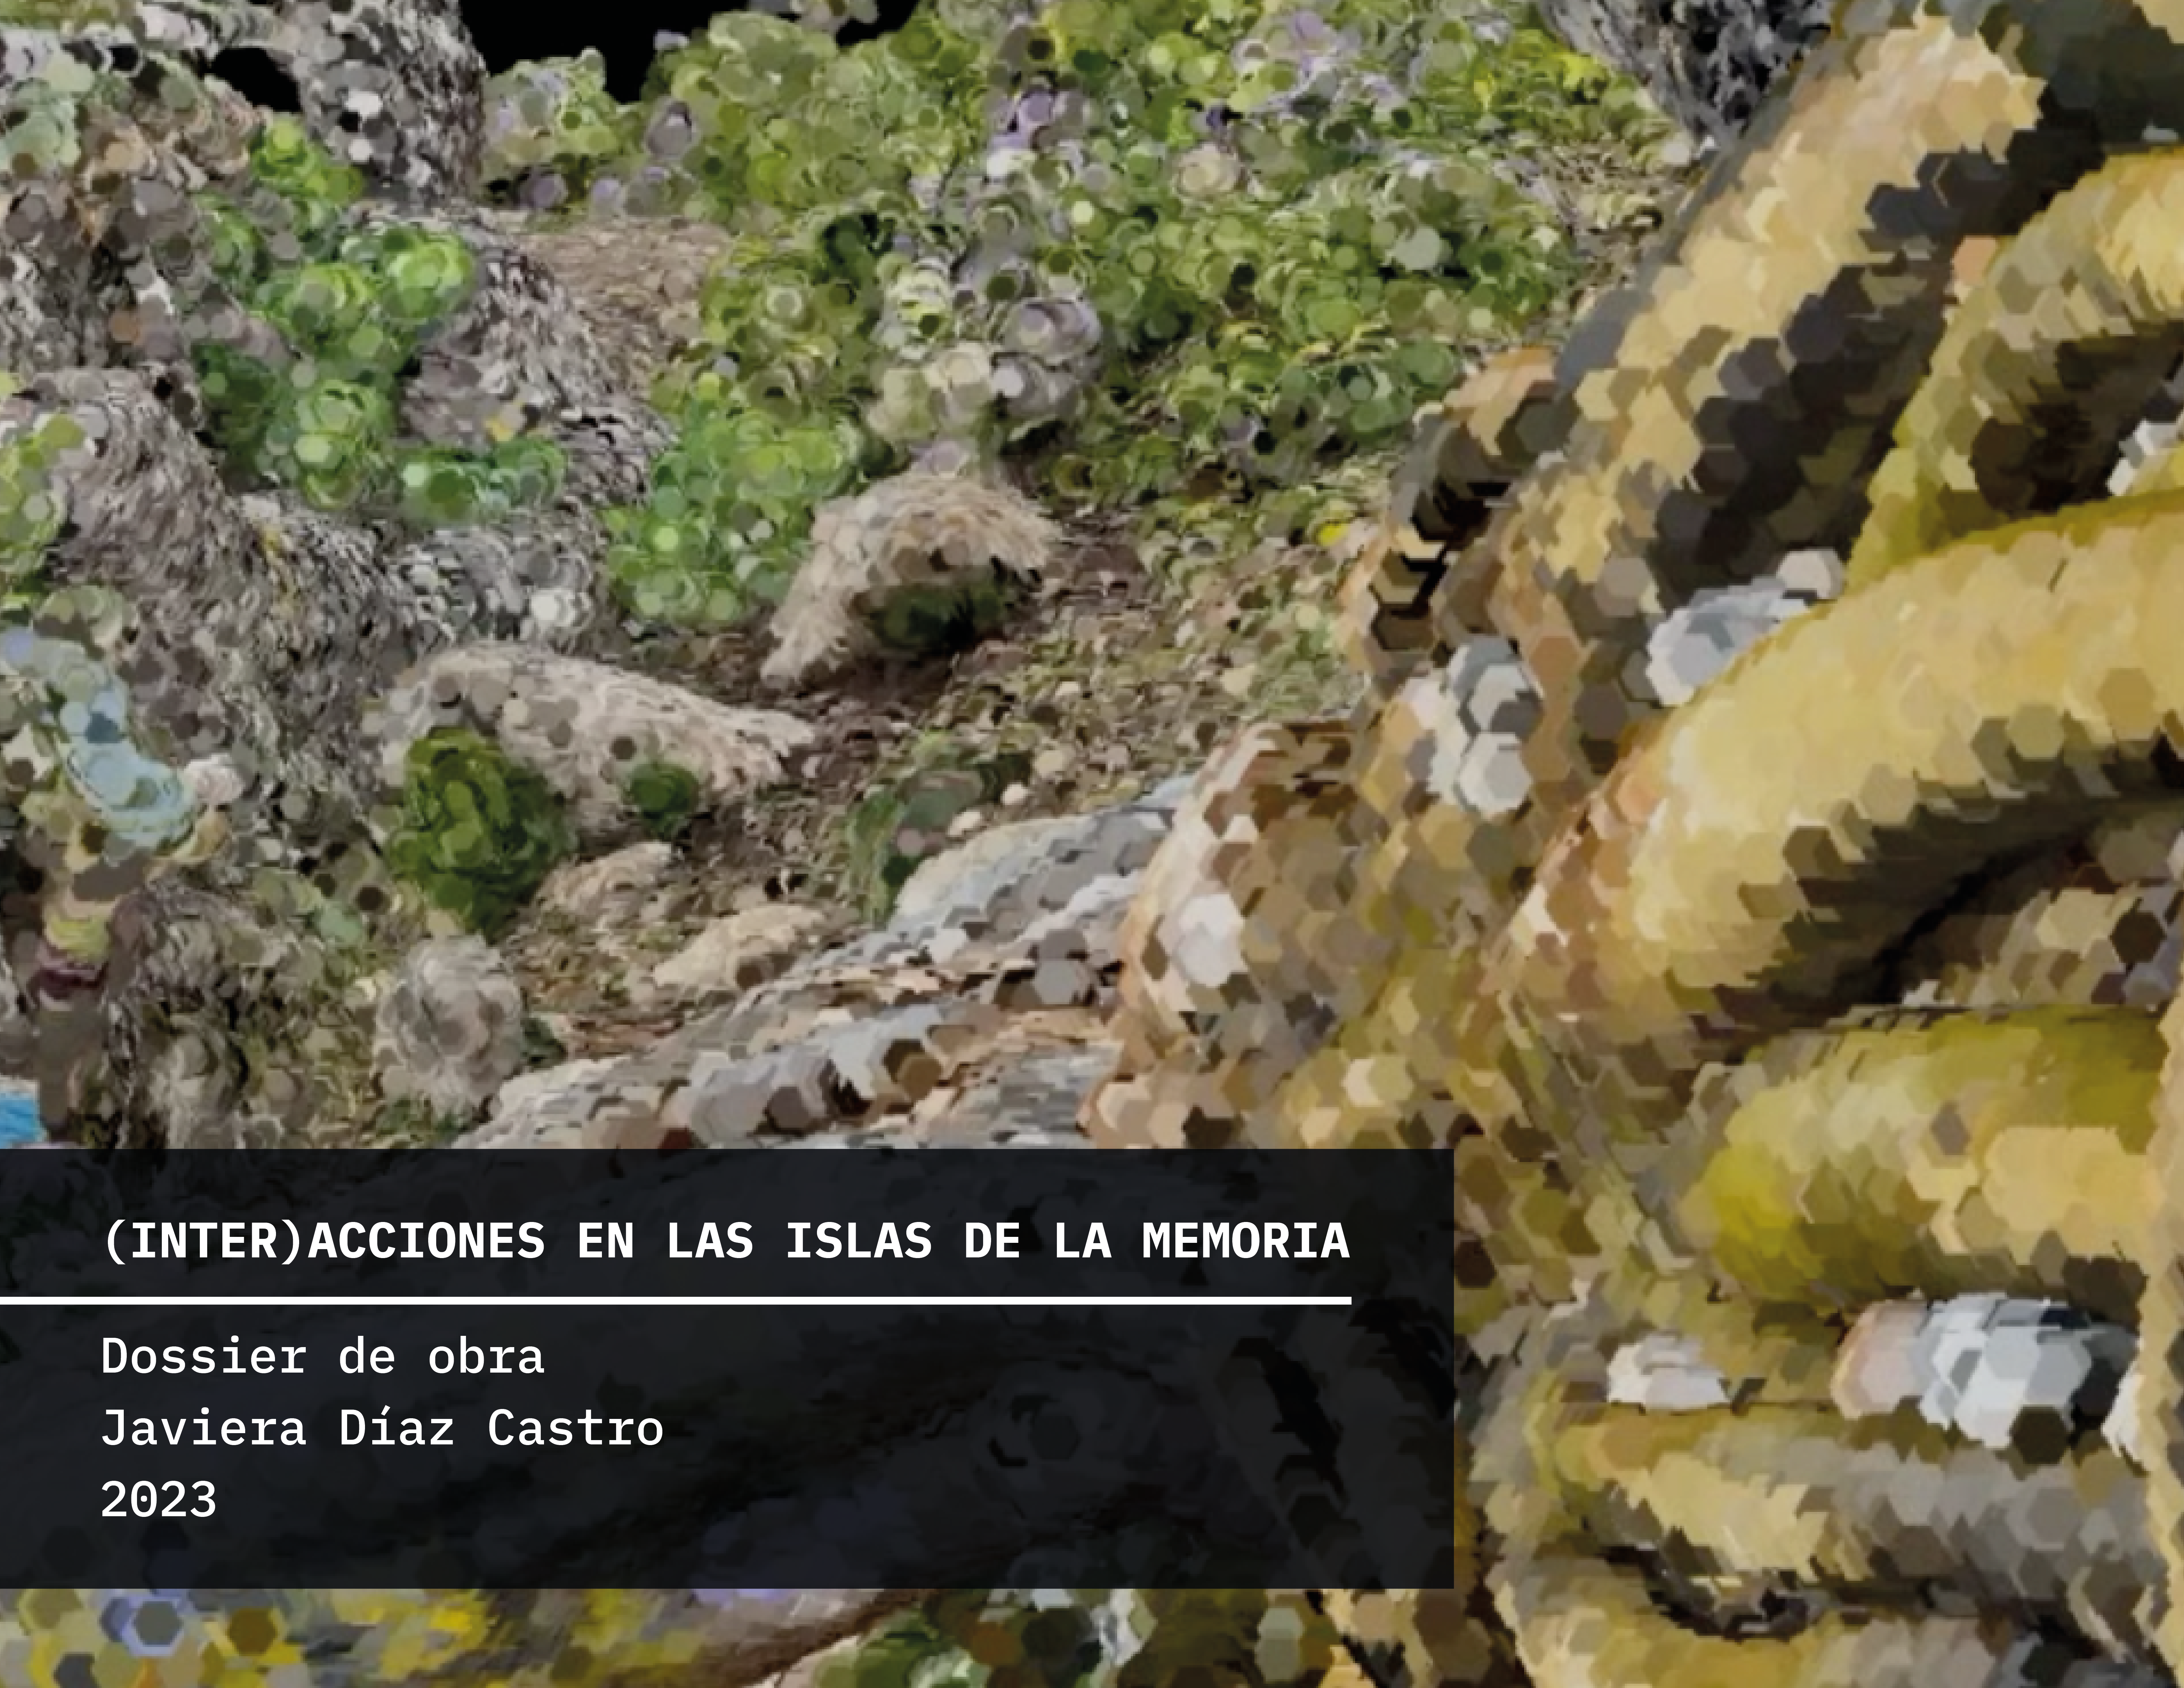 (INTER)ACCIONES EN LAS ISLAS DE LA MEMORIA
Dossier de obra
Javiera Díaz Castro
2023